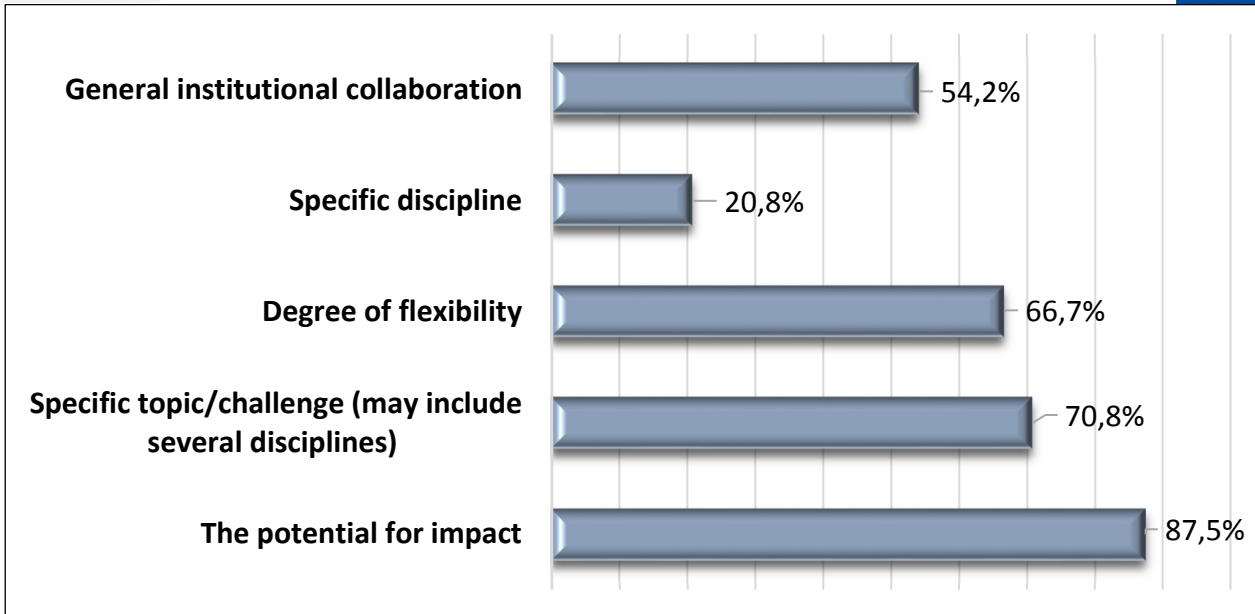 General institutional collaboration
54,2%
Specific discipline
20,8%
Degree of flexibility
66,7%
Specific topic/challenge (may include
several disciplines)
70,8%
The potential for impact
87,5%